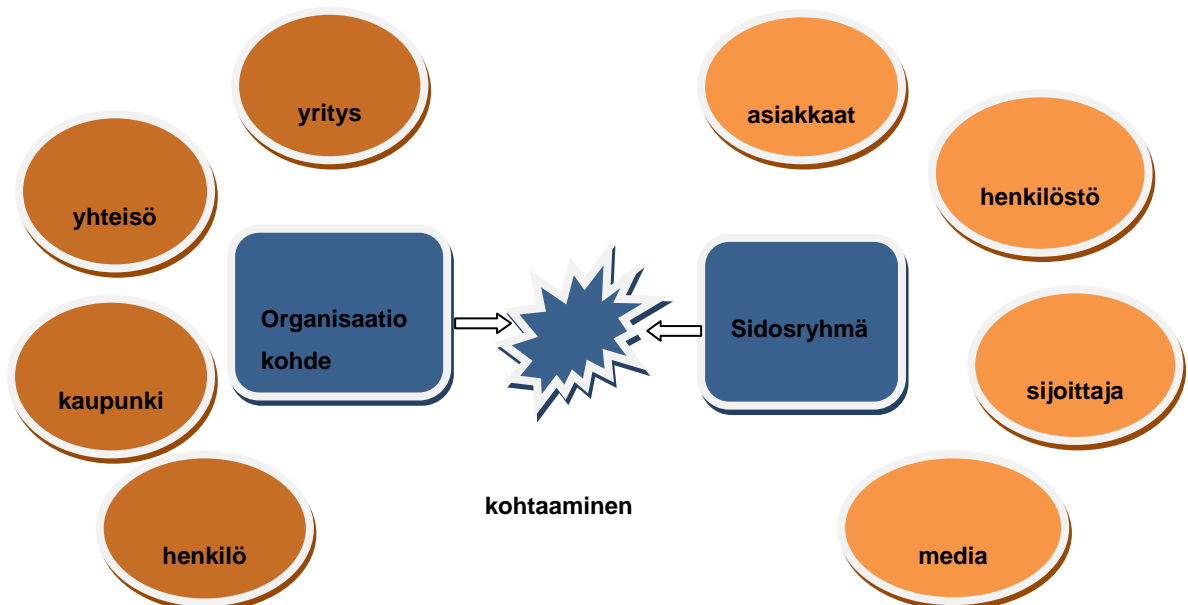 yritys
asiakkaat
yhteisö
henkilöstö
Organisaatio
kohde
Sidosryhmä
kaupunki
sijoittaja
kohtaaminen
henkilö
media